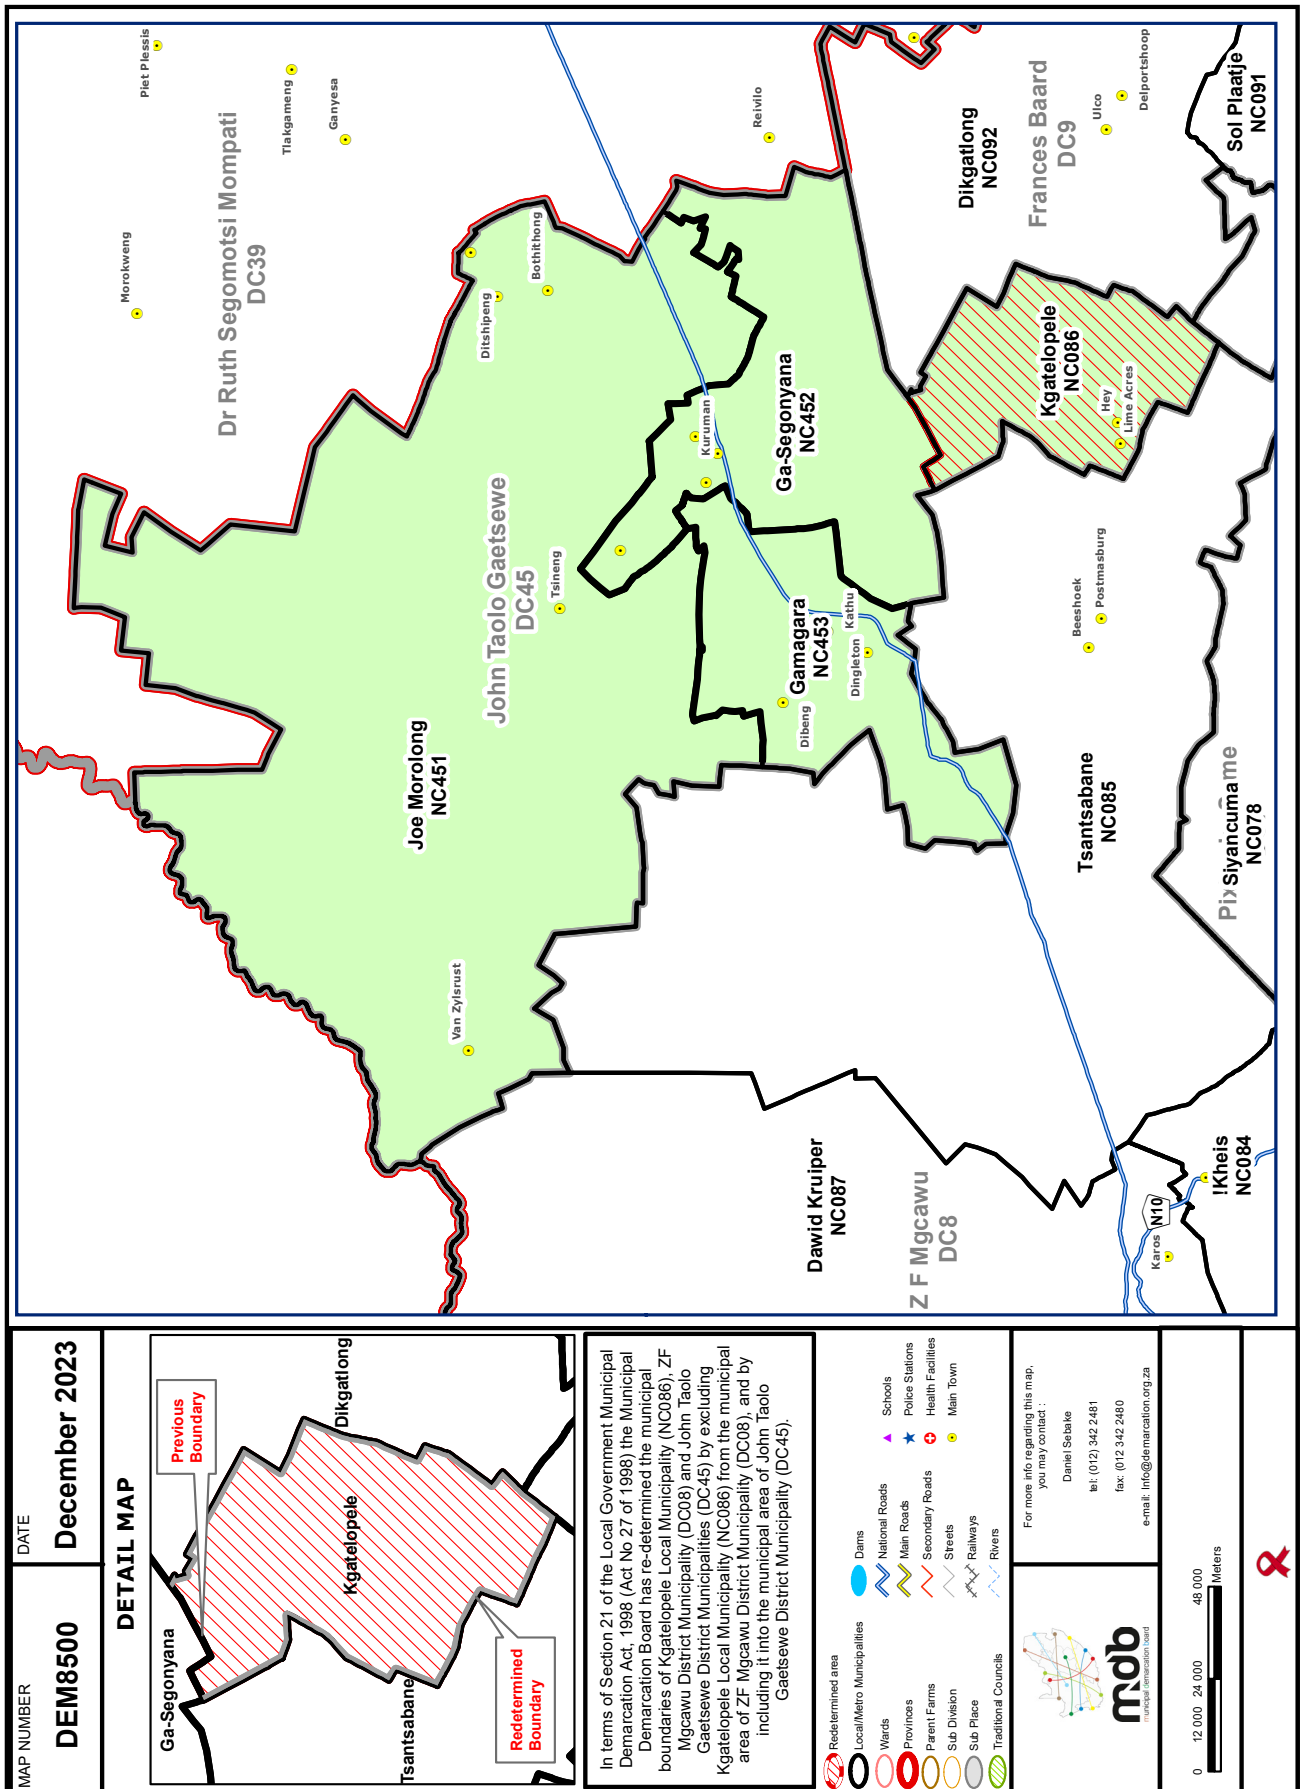 MAP NUMBER
DEM8500
DATE
December 2023
DETAIL MAP
Ga-Segonyana
Previous
Boundary
Kgatelopele
Dikgatlong
Tsantsabane
Redetermined
Boundary
In terms of Section 21 of the Local Government Municipal
Demarcation Act, 1998 (Act No 27 of 1998) the Municipal
Demarcation Board has re-determined the municipal
boundaries of Kgatelopele Local Municipality (NC086), ZF
Mgcawu District Municipality (DC08) and John Taolo
Gaetsewe District Municipalities (DC45) by excluding
Kgatelopele Local Municipality (NC086) from the municipal
area of ZF Mgcawu District Municipality (DC08), and by
including it into the municipal area of John Taolo
Gaetsewe District Municipality (DC45).
Redetermined area
Local/Metro Municipalities
Wards
Provinces
Parent Farms
Sub Division
Sub Place
Traditional Councils
Dams
National Roads
Main Roads
Secondary Roads
Streets
Railways
Rivers
Schools
Police Stations
Health Facilities
Main Town
mdb
municipal demarcation board
For more info regarding this map,
you may contact :
Daniel Sebake
tel: (012) 342 2481
fax: (012 342 2480
e-mail: Info@demarcation.org.za
0 12 000 24 000 48 000
Meters
Piet Plessis
Tlakgameng
Ganyesa
Morokweng
Dr Ruth Segomotsi Mompati
DC39
Reivilo
Ditshipeng
Bothithong
John Taolo Gaetsewe
DC45
Tsineng
Joe Morolong
NC451
Van Zylsrust
Kuruman
Ga-Segonyana
NC452
Gamagara
NC453
Kathu
Dingleton
Dibeng
Dikgatlong
NC092
Frances Baard
DC9
Ulco
Delportshoop
Sol Plaatje
NC091
Kgatelopele
NC086
Hey
Lime Acres
Beeshoek
Postmasburg
Tsantsabane
NC085
Pix
Siyancuma
me
NC078
Dawid Kruiper
NC087
Z F Mgcawu
DC8
Karos
N10
!Kheis
NC084